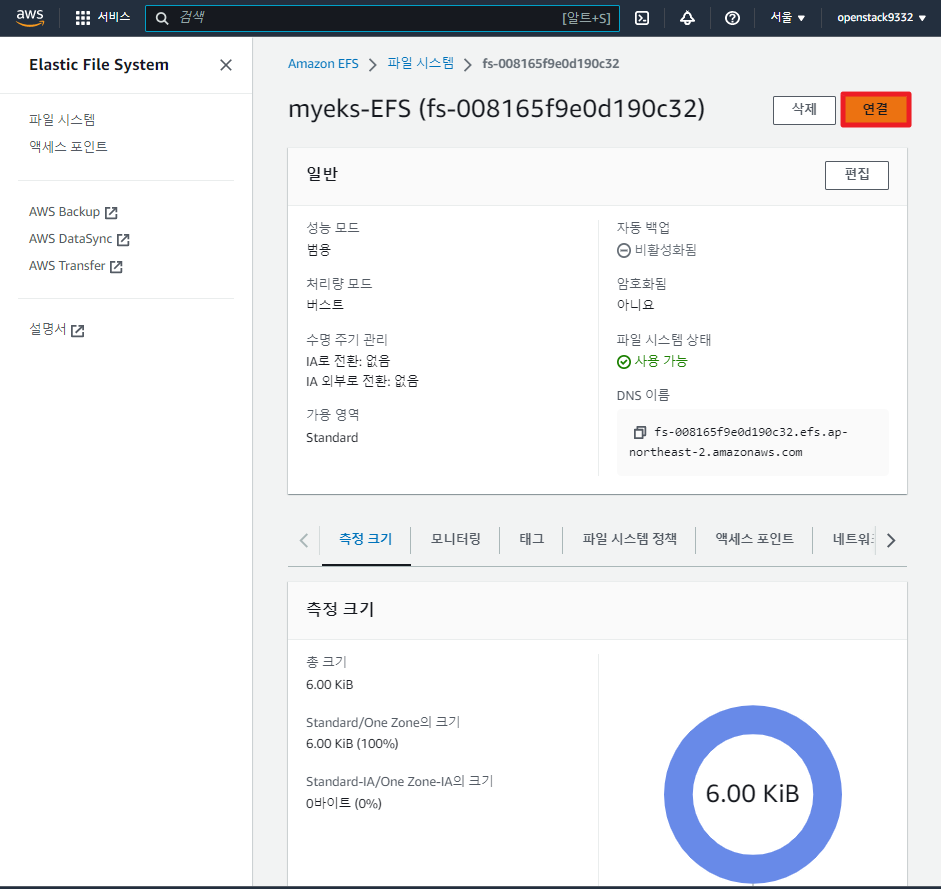 aws
서비스
검색
[알트+S]
서울 ▼
openstack9332 ▼
Elastic File System
파일 시스템
액세스 포인트
AWS Backup
AWS DataSync
AWS Transfer
설명서
Amazon EFS > 파일 시스템 > fs-008165f9e0d190c32
myeks-EFS (fs-008165f9e0d190c32)
삭제
연결
일반
편집
성능 모드
범용
처리량 모드
버스트
수명 주기 관리
IA로 전환: 없음
IA 외부로 전환: 없음
가용 영역
Standard
자동 백업
비활성화됨
암호화됨
아니요
파일 시스템 상태
사용 가능
DNS 이름
fs-008165f9e0d190c32.efs.ap-
northeast-2.amazonaws.com
측정 크기
모니터링
태그
파일 시스템 정책
액세스 포인트
네트워
측정 크기
총 크기
6.00 KiB
Standard/One Zone의 크기
6.00 KiB (100%)
Standard-IA/One Zone-IA의 크기
0바이트 (0%)
6.00 KiB